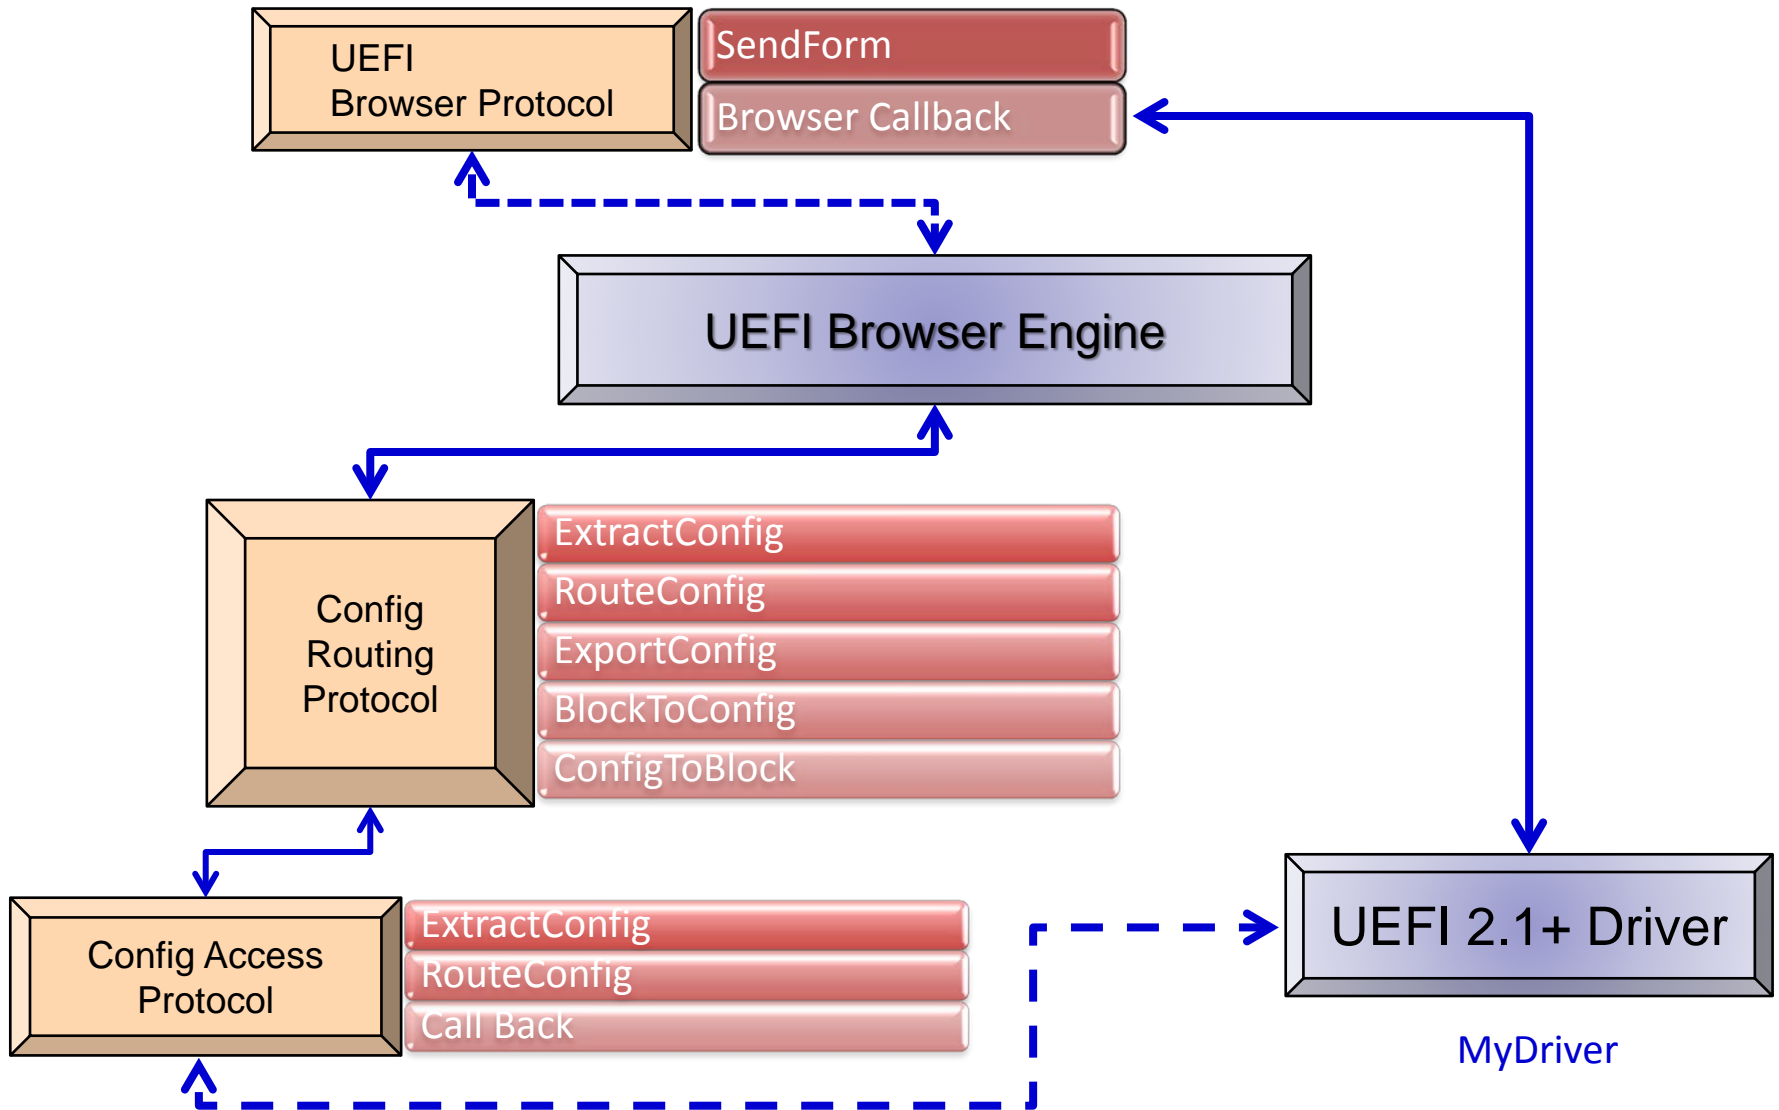 UEFI
Browser Protocol
SendForm
Browser Callback
UEFI Browser Engine
Config
Routing
Protocol
ExtractConfig
RouteConfig
ExportConfig
BlockToConfig
ConfigToBlock
Config Access
Protocol
ExtractConfig
RouteConfig
Call Back
UEFI 2.1+ Driver
MyDriver